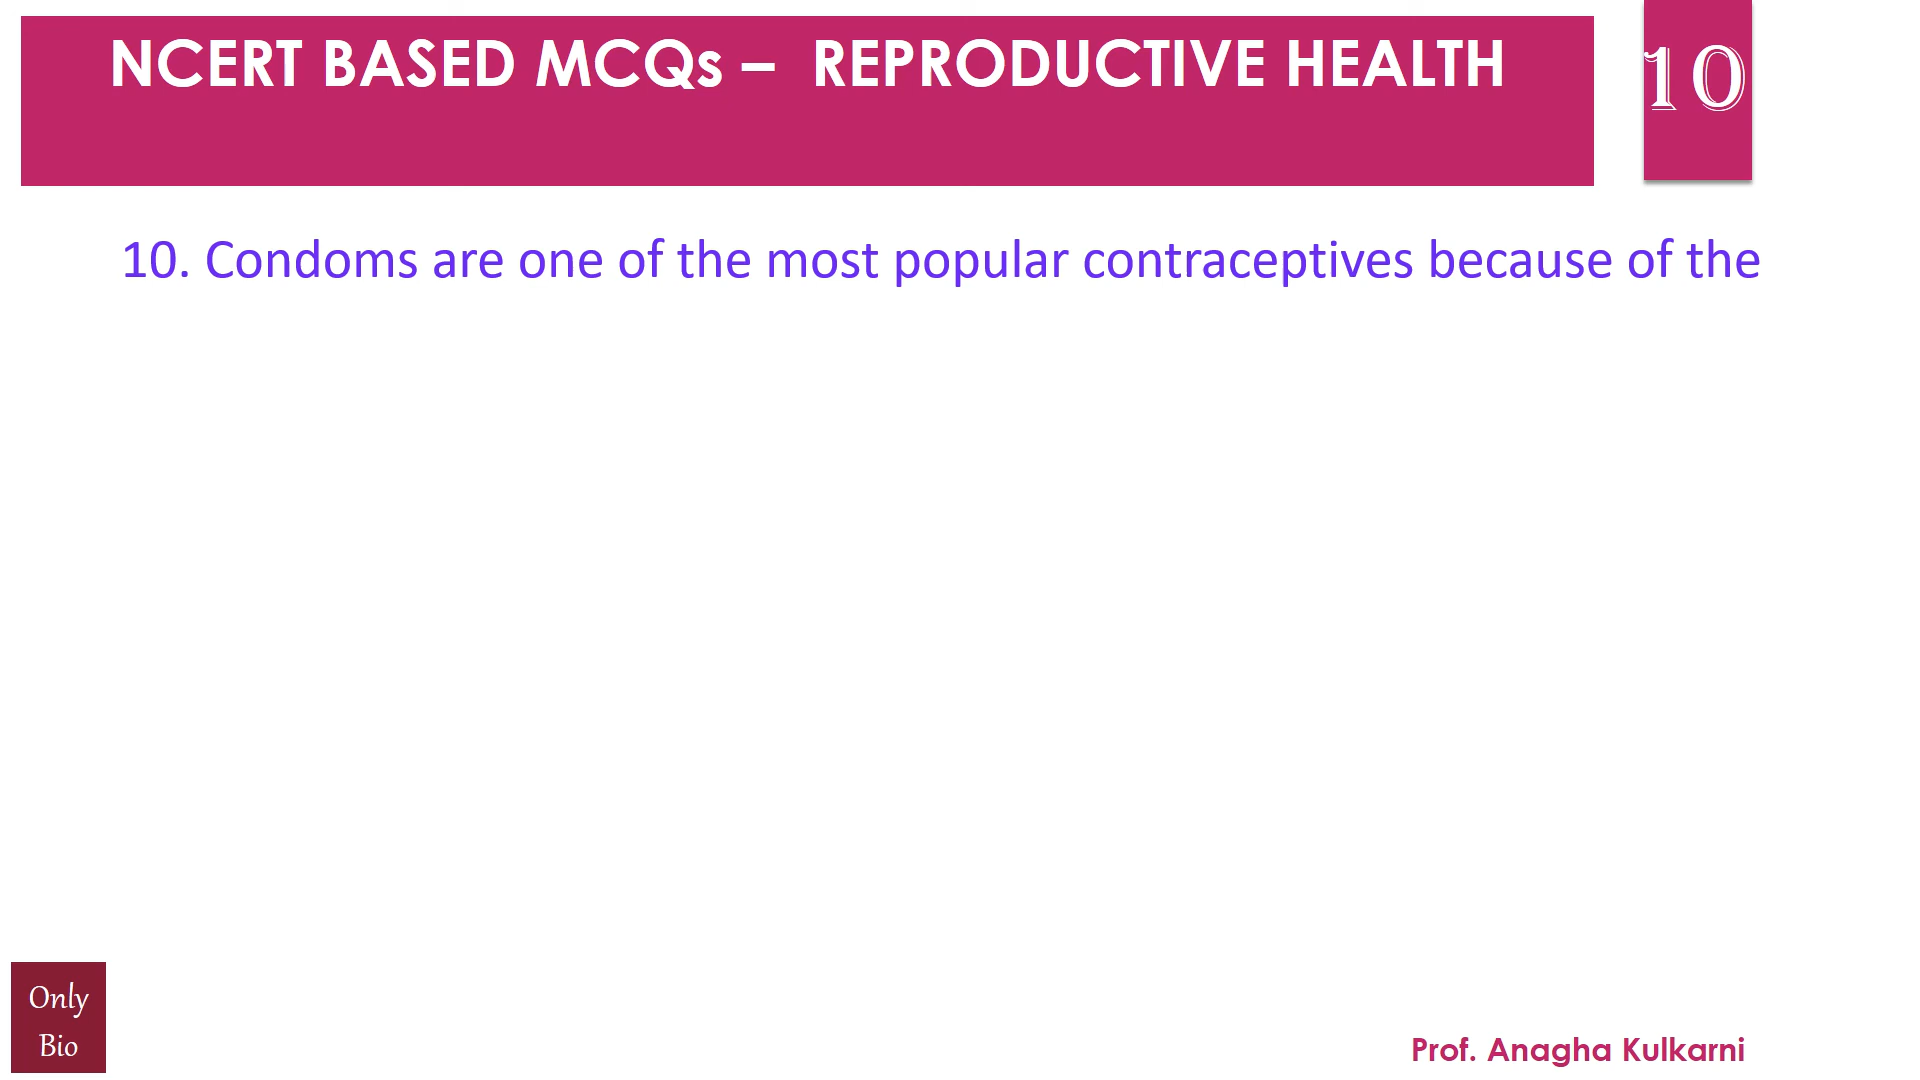 NCERT BASED MCQs – REPRODUCTIVE HEALTH
10
10. Condoms are one of the most popular contraceptives because of the
Only
Bio
Prof. Anagha Kulkarni